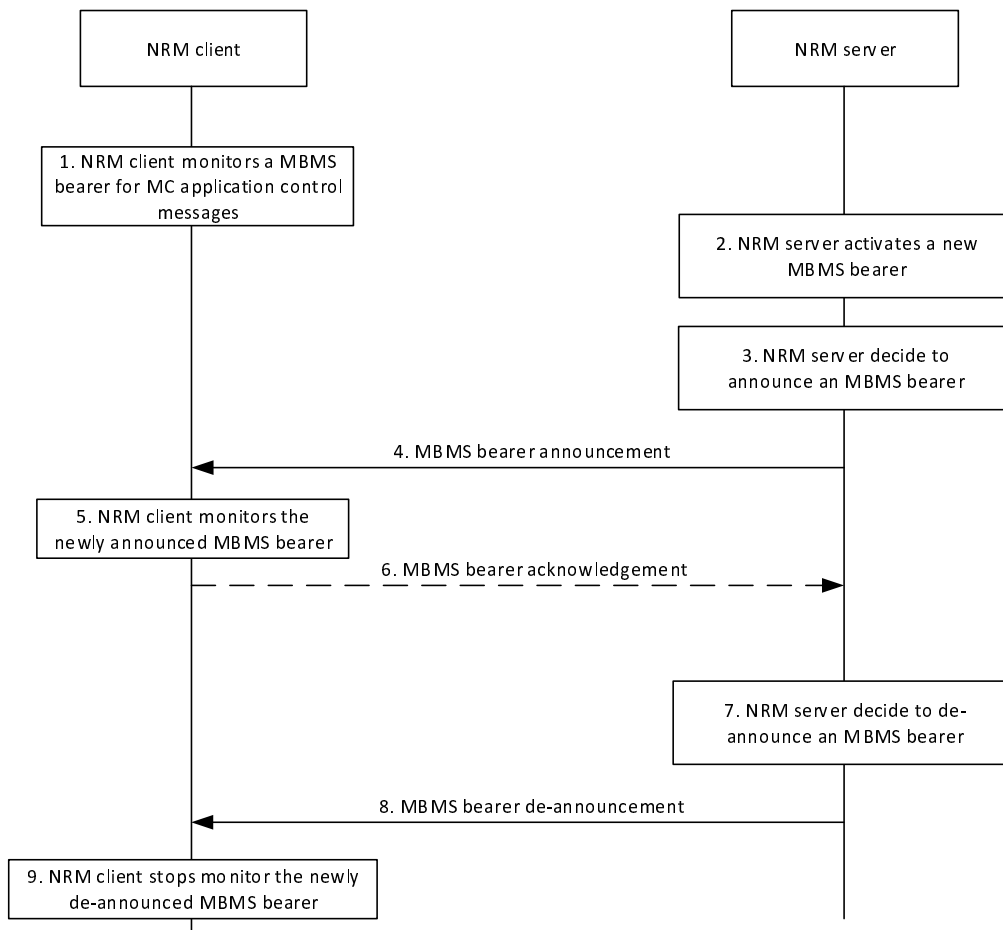 NRM client
NRM server
1. NRM client monitors a MBMS
bearer for MC application control
messages
2. NRM server activates a new
MBMS bearer
3. NRM server decide to
announce an MBMS bearer
4. MBMS bearer announcement
5. NRM client monitors the
newly announced MBMS bearer
6. MBMS bearer acknowledgement
7. NRM server decide to de-
announce an MBMS bearer
8. MBMS bearer de-announcement
9. NRM client stops monitor the newly
de-announced MBMS bearer